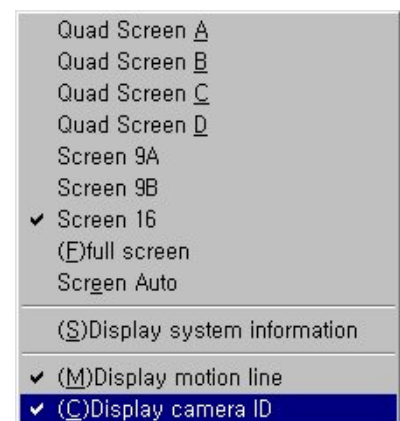 Quad Screen A
Quad Screen B
Quad Screen C
Quad Screen D
Screen 9A
Screen 9B
✔ Screen 16
(F)full screen
Screen Auto
(S)Display system information
✔ (M)Display motion line
✔ (C)Display camera ID